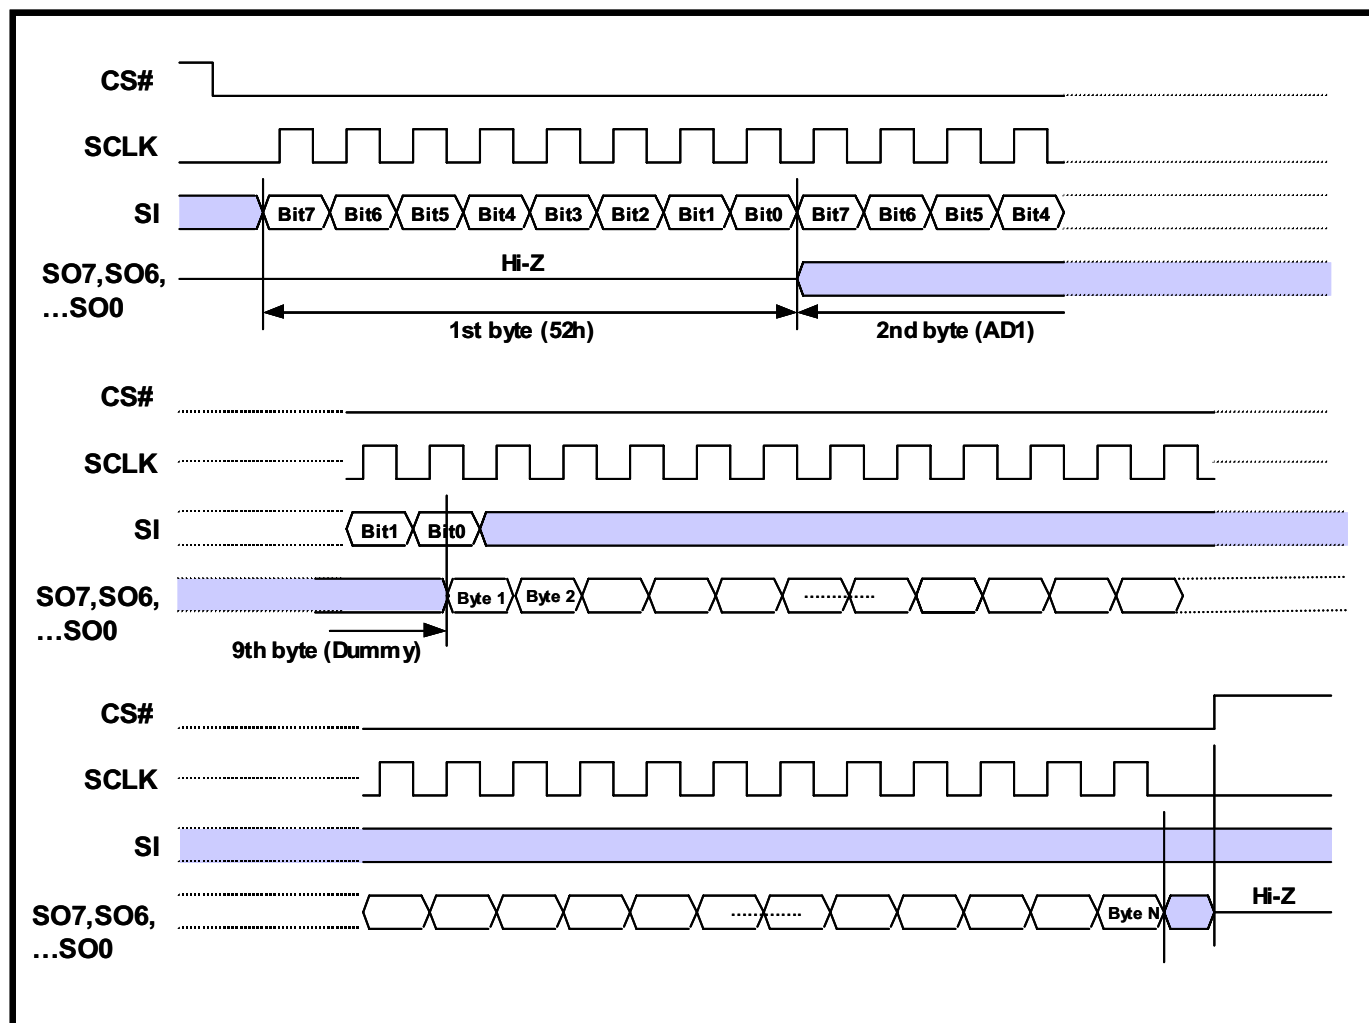 CS#
SCLK
SI Bit7 Bit6 Bit5 Bit4 Bit3 Bit2 Bit1 Bit0 Bit7 Bit6 Bit5 Bit4
Hi-Z
SO7,SO6,
...SO0
1st byte (52h) 2nd byte (AD1)
CS#
SCLK
SI Bit1 Bit0
SO7,SO6, Byte 1 Byte 2
...SO0
9th byte (Dummy)
CS#
SCLK
SI
SO7,SO6, Byte N Hi-Z
...SO0